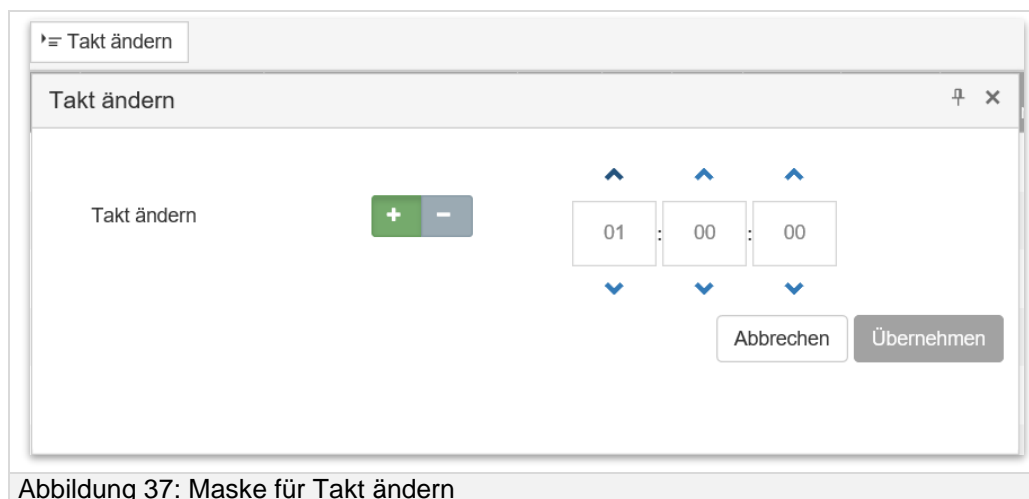 Takt ändern
Takt ändern
Takt ändern + −
01 : 00 : 00
Abbrechen Übernehmen
Abbildung 37: Maske für Takt ändern